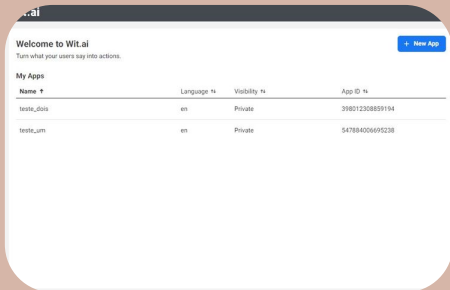 .ai
Welcome to Wit.ai
+ New App
Turn what your users say into actions.
My Apps
Name ↑ Language ↑↓ Visibility ↑↓ App ID ↑↓
teste_dois en Private 398012308859194
teste_um en Private 547884006695238